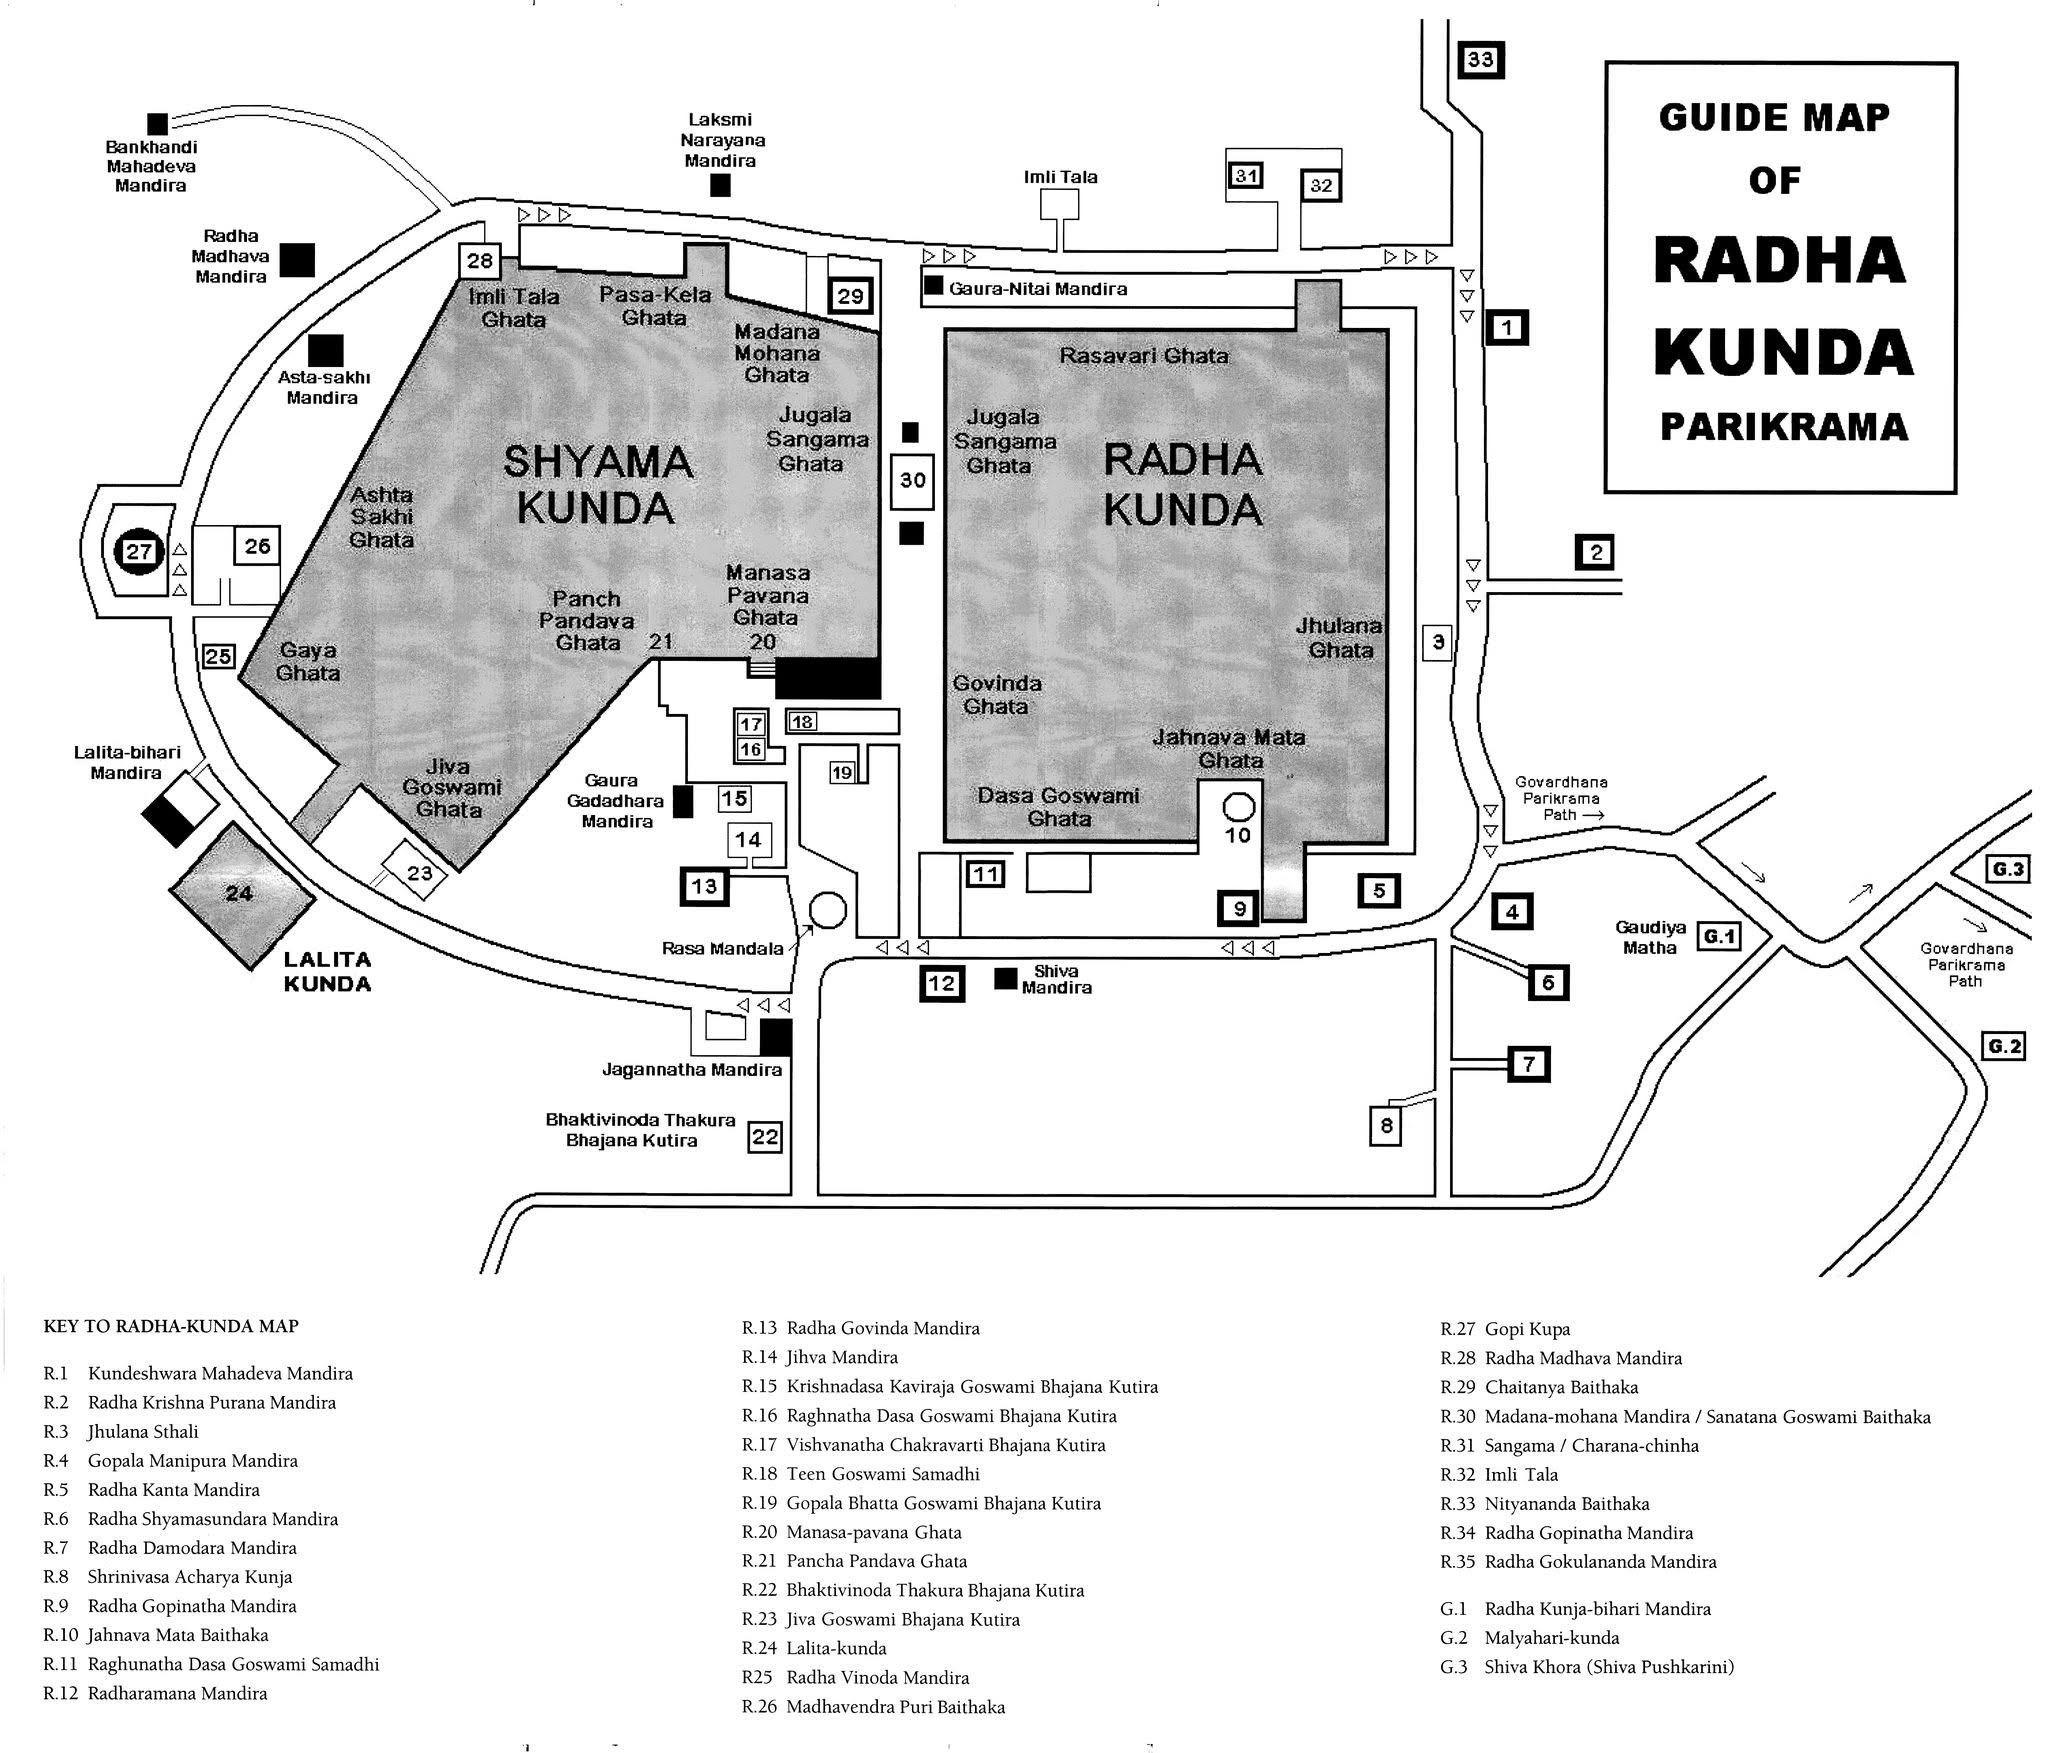 33
GUIDE MAP
OF
RADHA
KUNDA
PARIKRAMA
Bankhandi
Mahadeva
Mandira
Laksmi
Narayana
Mandira
Imli Tala
31
32
Radha
Madhava
Mandira
28
29
Gaura-Nitai Mandira
1
Imli Tala
Ghata
Pasa-Kela
Ghata
Madana
Mohana
Ghata
Rasavari Ghata
Asta-sakhi
Mandira
Jugala
Sangama
Ghata
Jugala
Sangama
Ghata
SHYAMA
KUNDA
30
RADHA
KUNDA
Ashta
Sakhi
Ghata
27
26
2
Panch
Pandava
Ghata
21
Manasa
Pavana
Ghata
20
Jhulana
Ghata
3
25
Gaya
Ghata
Govinda
Ghata
17
18
16
19
Jahnava Mata
Ghata
Lalita-bihari
Mandira
Jiva
Goswami
Ghata
Gaura
Gadadhara
Mandira
15
14
Dasa Goswami
Ghata
10
Govardhana
Parikrama
Path
23
24
13
11
9
5
4
G.3
Gaudiya
Matha
G.1
Govardhana
Parikrama
Path
LALITA
KUNDA
Rasa Mandala
12
Shiva
Mandira
6
G.2
Jagannatha Mandira
7
Bhaktivinoda Thakura
Bhajana Kutira
22
8
KEY TO RADHA-KUNDA MAP
R.1 Kundeshwara Mahadeva Mandira
R.2 Radha Krishna Purana Mandira
R.3 Jhulana Sthali
R.4 Gopala Manipura Mandira
R.5 Radha Kanta Mandira
R.6 Radha Shyamasundara Mandira
R.7 Radha Damodara Mandira
R.8 Shrinivasa Acharya Kunja
R.9 Radha Gopinatha Mandira
R.10 Jahnava Mata Baithaka
R.11 Raghunatha Dasa Goswami Samadhi
R.12 Radharamana Mandira
R.13 Radha Govinda Mandira
R.14 Jihva Mandira
R.15 Krishnadasa Kaviraja Goswami Bhajana Kutira
R.16 Raghnatha Dasa Goswami Bhajana Kutira
R.17 Vishvanatha Chakravarti Bhajana Kutira
R.18 Teen Goswami Samadhi
R.19 Gopala Bhatta Goswami Bhajana Kutira
R.20 Manasa-pavana Ghata
R.21 Pancha Pandava Ghata
R.22 Bhaktivinoda Thakura Bhajana Kutira
R.23 Jiva Goswami Bhajana Kutira
R.24 Lalita-kunda
R25 Radha Vinoda Mandira
R.26 Madhavendra Puri Baithaka
R.27 Gopi Kupa
R.28 Radha Madhava Mandira
R.29 Chaitanya Baithaka
R.30 Madana-mohana Mandira / Sanatana Goswami Baithaka
R.31 Sangama / Charana-chinha
R.32 Imli Tala
R.33 Nityananda Baithaka
R.34 Radha Gopinatha Mandira
R.35 Radha Gokulananda Mandira
G.1 Radha Kunja-bihari Mandira
G.2 Malyahari-kunda
G.3 Shiva Khora (Shiva Pushkarini)